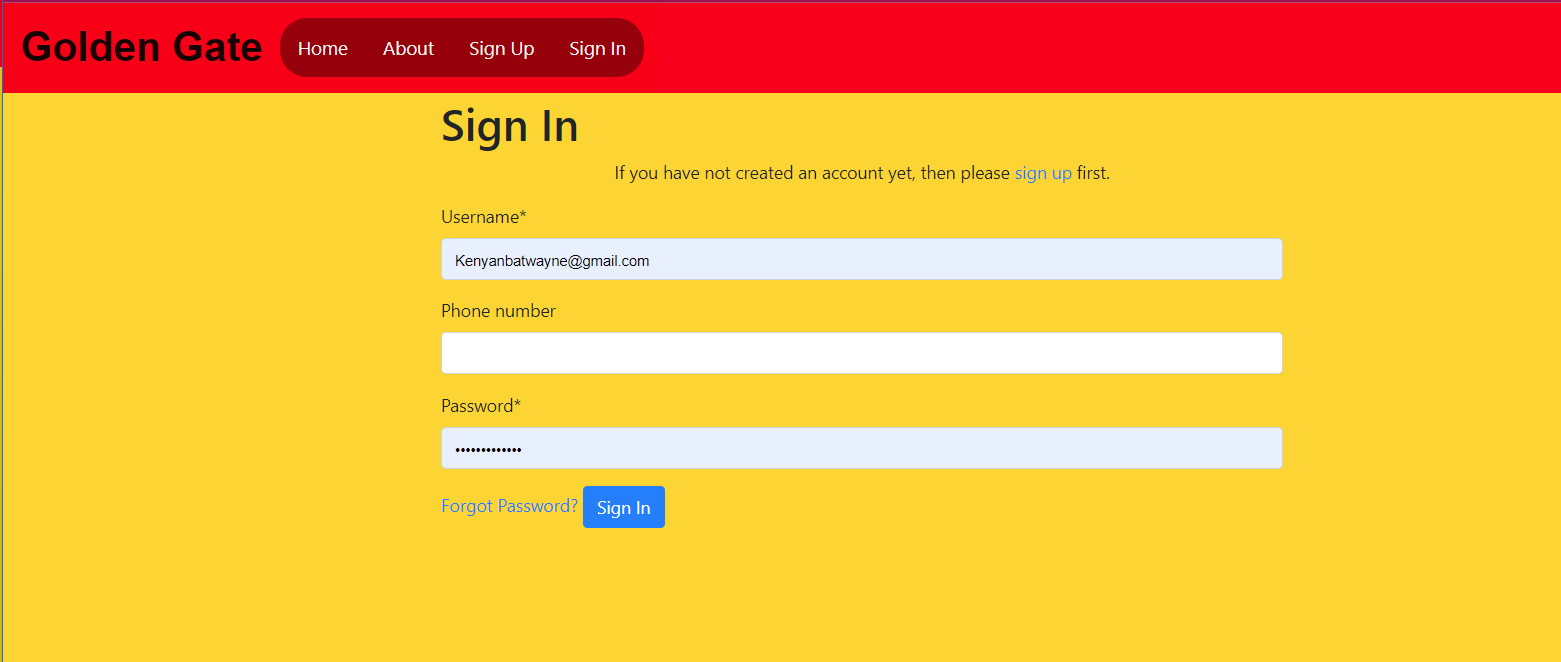 Golden Gate Home About Sign Up Sign In
Sign In
If you have not created an account yet, then please sign up first.
Username*
Kenyanbatwayne@gmail.com
Phone number
Password*
•••••••••••••
Forgot Password? Sign In